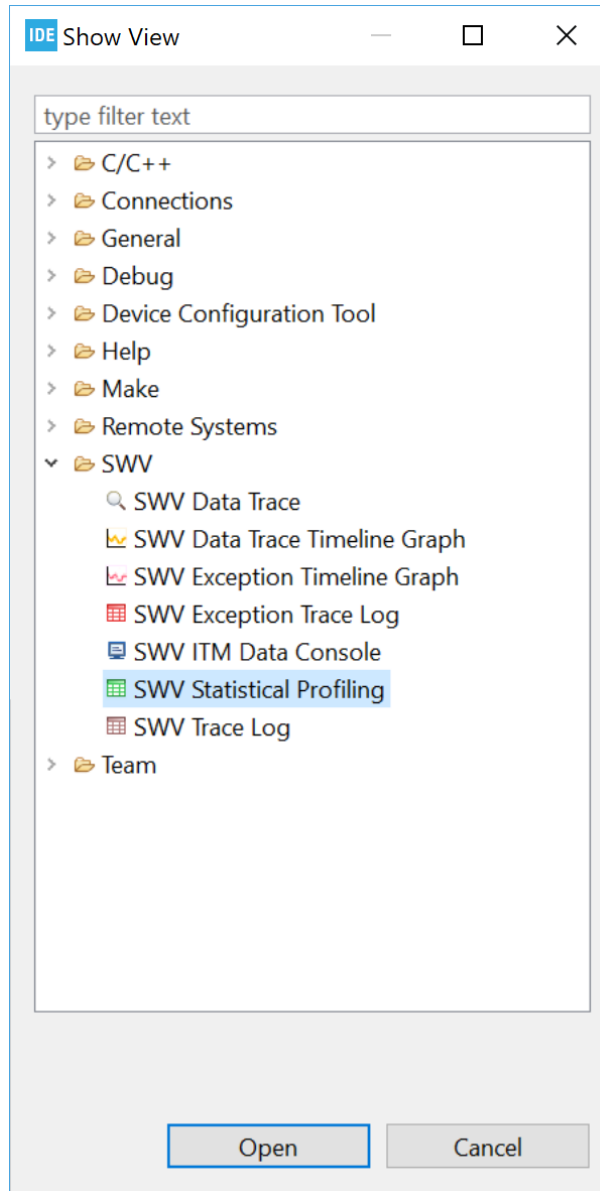 IDE Show View
type filter text
C/C++
Connections
General
Debug
Device Configuration Tool
Help
Make
Remote Systems
SWV
SWV Data Trace
SWV Data Trace Timeline Graph
SWV Exception Timeline Graph
SWV Exception Trace Log
SWV ITM Data Console
SWV Statistical Profiling
SWV Trace Log
Team
Open Cancel